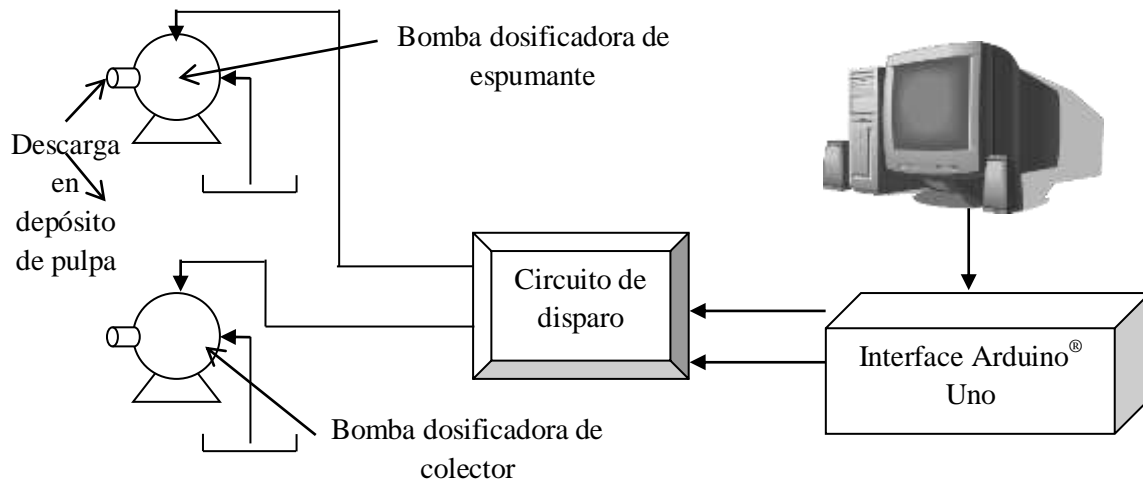 Bomba dosificadora de
espumante
Descarga
en
depósito
de pulpa
Circuito de
disparo
Interface Arduino®
Uno
Bomba dosificadora de
colector